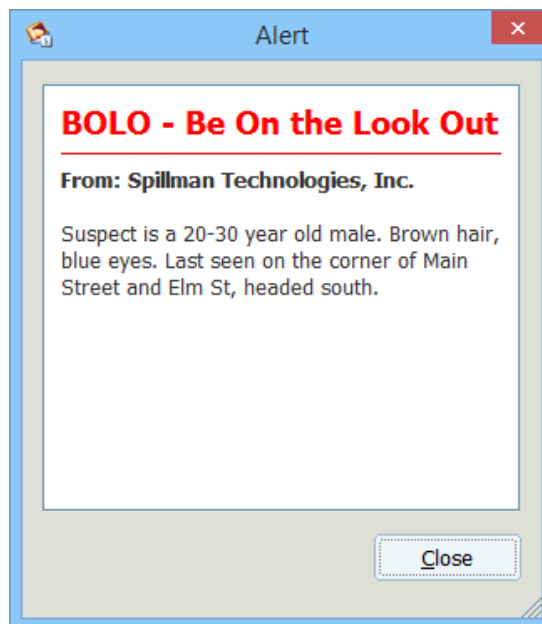 Alert
BOLO - Be On the Look Out
From: Spillman Technologies, Inc.
Suspect is a 20-30 year old male. Brown hair,
blue eyes. Last seen on the corner of Main
Street and Elm St, headed south.
Close